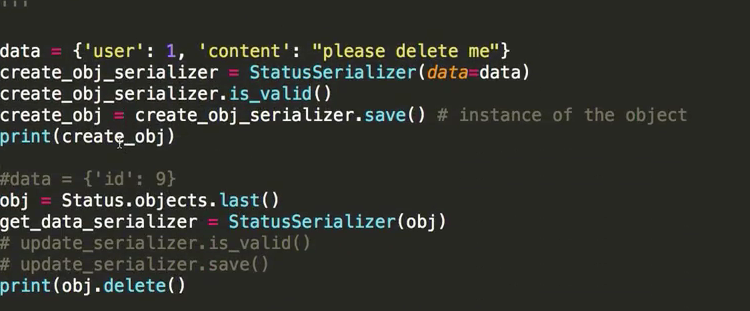 '''
data = {'user': 1, 'content': "please delete me"}
create_obj_serializer = StatusSerializer(data=data)
create_obj_serializer.is_valid()
create_obj = create_obj_serializer.save() # instance of the object
print(create_obj)
#data = {'id': 9}
obj = Status.objects.last()
get_data_serializer = StatusSerializer(obj)
# update_serializer.is_valid()
# update_serializer.save()
print(obj.delete()